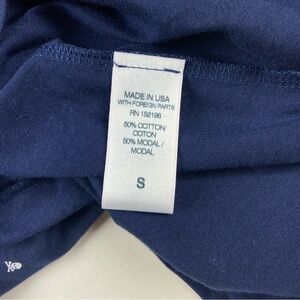 MADE IN USA
WITH FOREIGN PARTS
RN 152196
50% COTTON/
COTON
50% MODAL /
MODAL
S